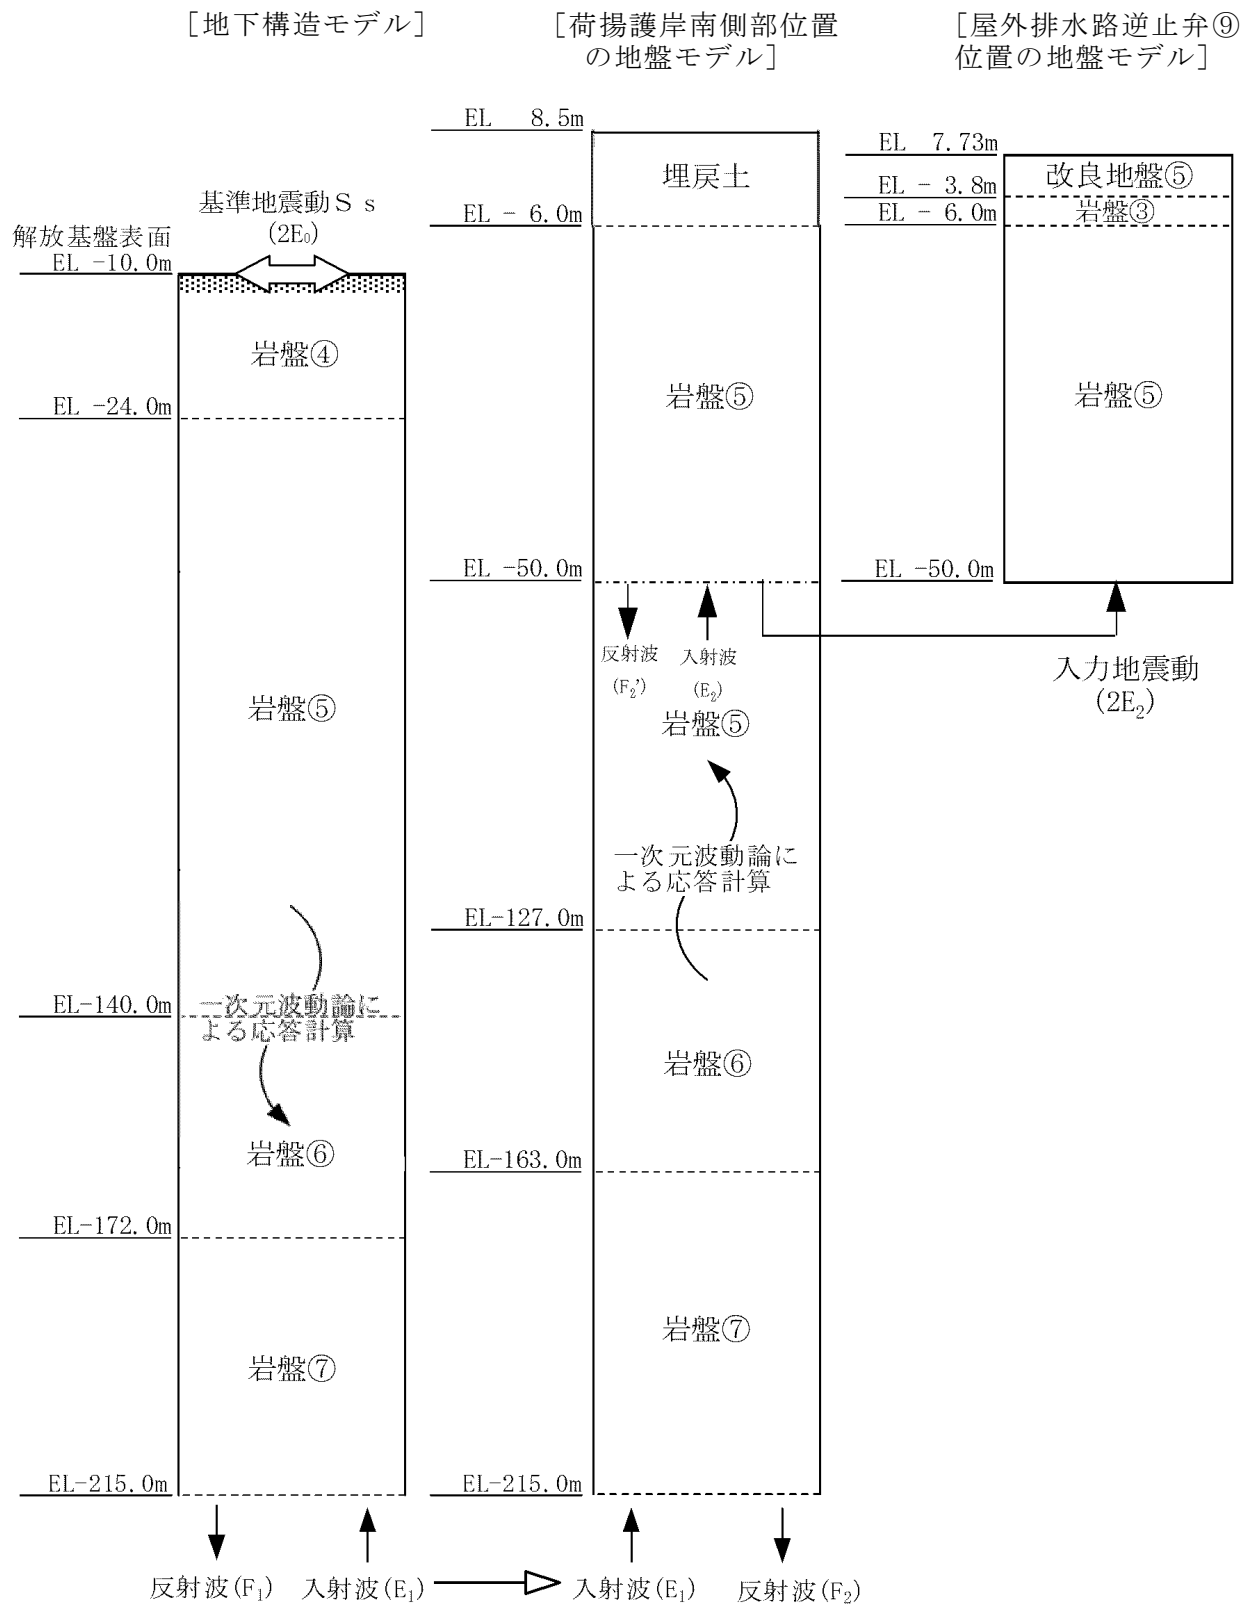 [地下構造モデル]
[荷揚護岸南側部位置
の地盤モデル]
[屋外排水路逆止弁⑨
位置の地盤モデル]
基準地震動Ｓｓ
(2E₀)
解放基盤表面
EL -10.0m
岩盤④
EL -24.0m
岩盤⑤
EL-140.0m
一次元波動論に
よる応答計算
岩盤⑥
EL-172.0m
岩盤⑦
EL-215.0m
反射波(F₁)
入射波(E₁)
EL 8.5m
埋戻土
EL - 6.0m
岩盤⑤
EL -50.0m
反射波
(F₂')
入射波
(E₂)
岩盤⑤
一次元波動論に
よる応答計算
EL-127.0m
岩盤⑥
EL-163.0m
岩盤⑦
EL-215.0m
入射波(E₁)
反射波(F₂)
EL 7.73m
改良地盤⑤
EL - 3.8m
岩盤③
EL - 6.0m
岩盤⑤
EL -50.0m
入力地震動
(2E₂)